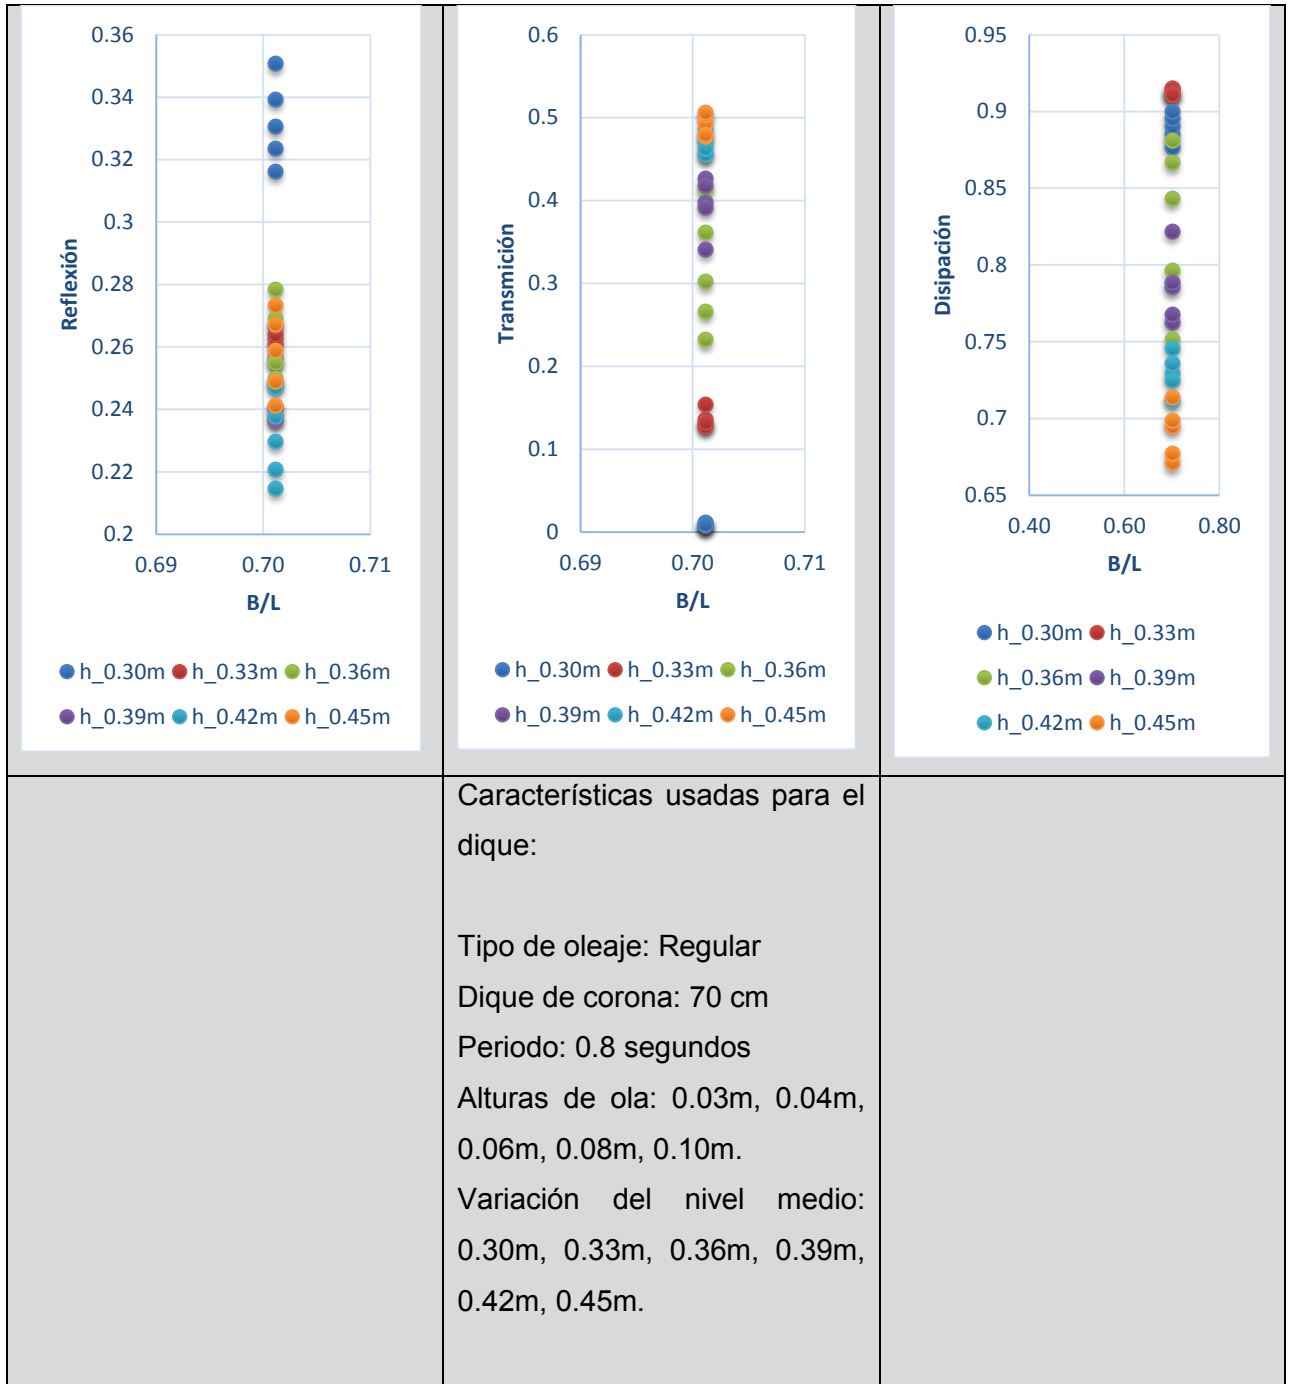 0.36
0.34
0.32
0.3
0.28
0.26
0.24
0.22
0.2
Reflexión
0.69 0.70 0.71
B/L
h_0.30m h_0.33m h_0.36m
h_0.39m h_0.42m h_0.45m
0.6
0.5
0.4
0.3
0.2
0.1
0
Transmición
0.69 0.70 0.71
B/L
h_0.30m h_0.33m h_0.36m
h_0.39m h_0.42m h_0.45m
0.95
0.9
0.85
0.8
0.75
0.7
0.65
Disipación
0.40 0.60 0.80
B/L
h_0.30m h_0.33m
h_0.36m h_0.39m
h_0.42m h_0.45m
Características usadas para el
dique:
Tipo de oleaje: Regular
Dique de corona: 70 cm
Periodo: 0.8 segundos
Alturas de ola: 0.03m, 0.04m,
0.06m, 0.08m, 0.10m.
Variación del nivel medio:
0.30m, 0.33m, 0.36m, 0.39m,
0.42m, 0.45m.